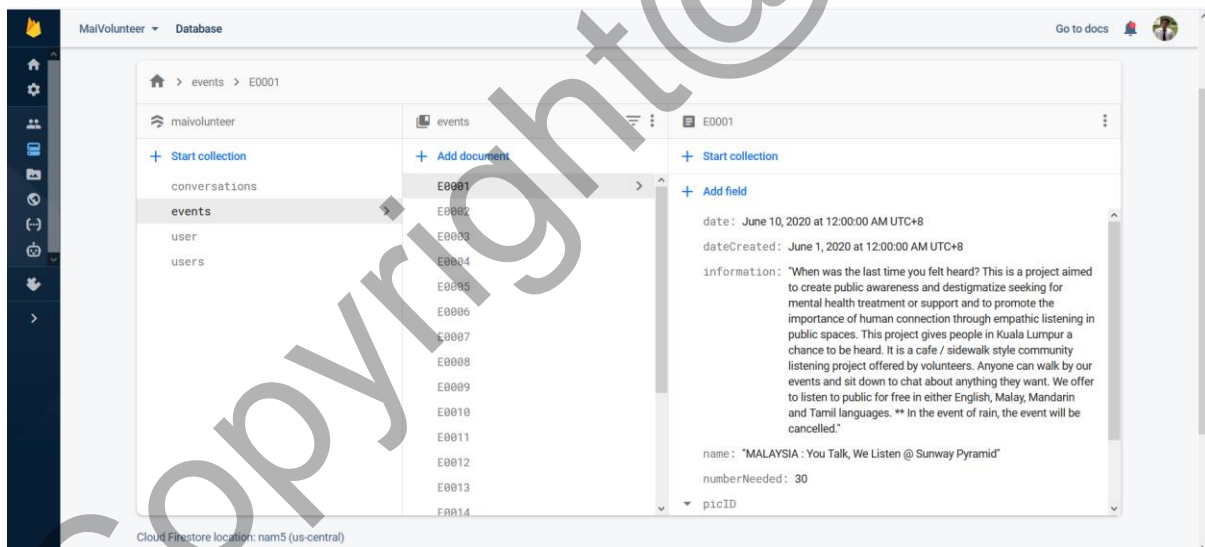 MaiVolunteer
Database
Go to docs
events > E0001
maivolunteer
events
E0001
Start collection
Add document
Start collection
conversations
events
user
users
E0001
E0002
E0003
E0004
E0005
E0006
E0007
E0008
E0009
E0010
E0011
E0012
E0013
E0014
Add field
date: June 10, 2020 at 12:00:00 AM UTC+8
dateCreated: June 1, 2020 at 12:00:00 AM UTC+8
information: "When was the last time you felt heard? This is a project aimed
to create public awareness and destigmatize seeking for
mental health treatment or support and to promote the
importance of human connection through empathic listening in
public spaces. This project gives people in Kuala Lumpur a
chance to be heard. It is a cafe / sidewalk style community
listening project offered by volunteers. Anyone can walk by our
events and sit down to chat about anything they want. We offer
to listen to public for free in either English, Malay, Mandarin
and Tamil languages. ** In the event of rain, the event will be
cancelled."
name: "MALAYSIA : You Talk, We Listen @ Sunway Pyramid"
numberNeeded: 30
picID
Cloud Firestore location: nam5 (us-central)
Copyright@